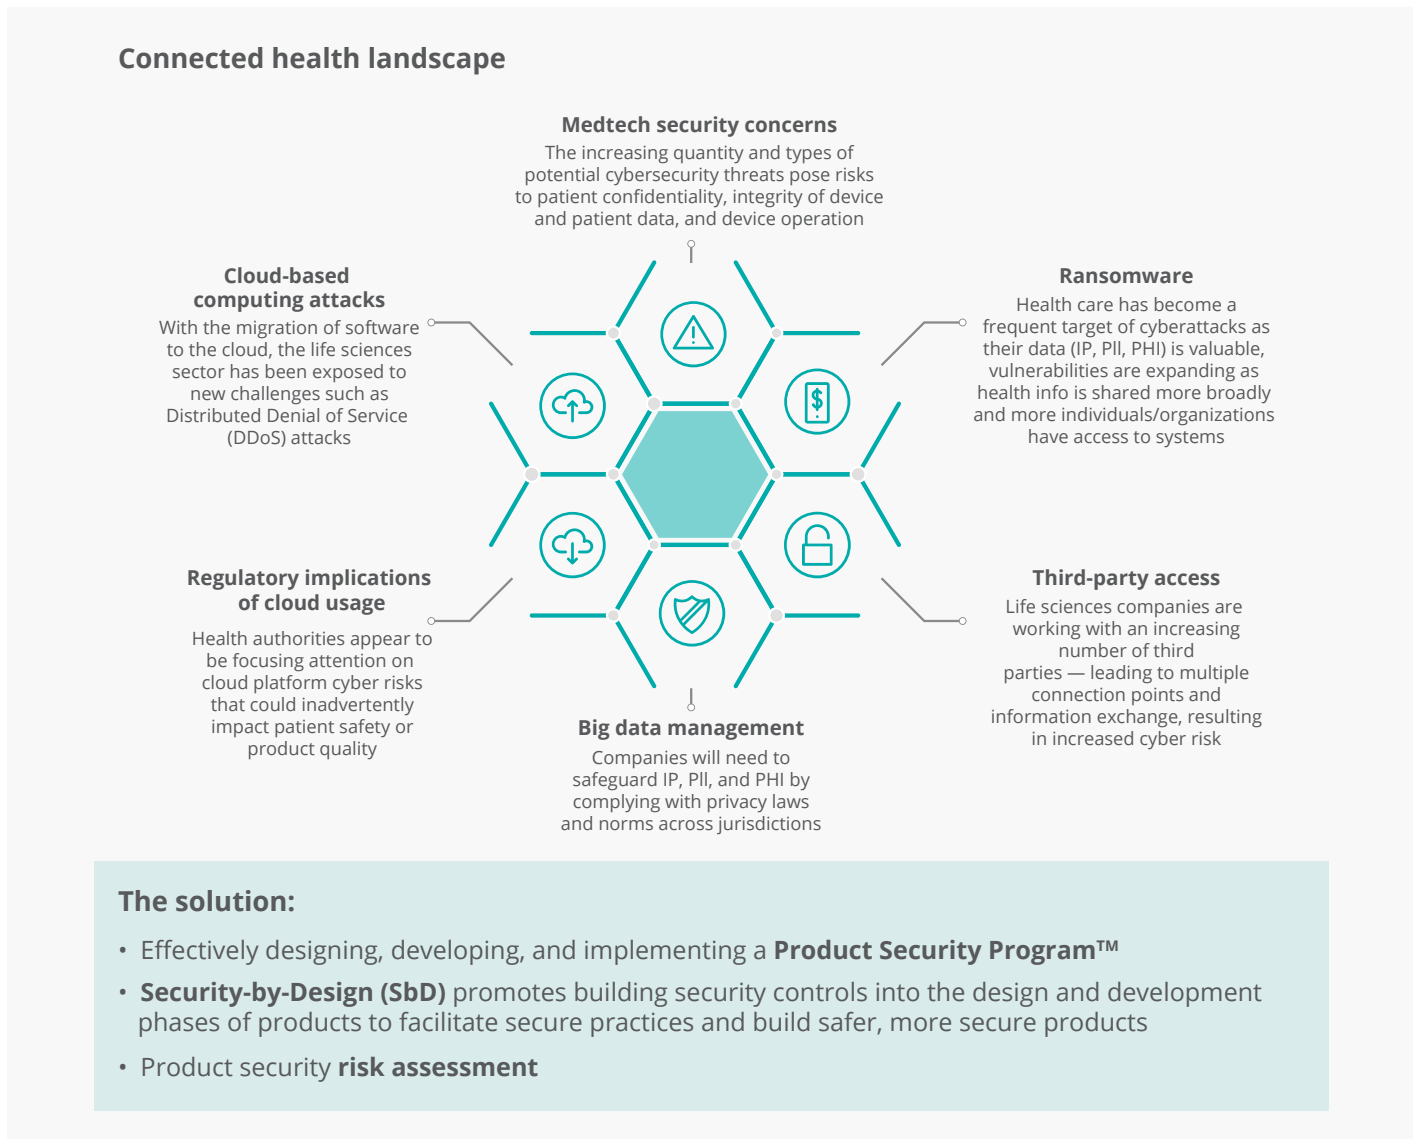 Connected health landscape
Medtech security concerns
The increasing quantity and types of
potential cybersecurity threats pose risks
to patient confidentiality, integrity of device
and patient data, and device operation
Cloud-based
computing attacks
With the migration of software
to the cloud, the life sciences
sector has been exposed to
new challenges such as
Distributed Denial of Service
(DDoS) attacks
Ransomware
Health care has become a
frequent target of cyberattacks as
their data (IP, Pll, PHI) is valuable,
vulnerabilities are expanding as
health info is shared more broadly
and more individuals/organizations
have access to systems
$
Regulatory implications
of cloud usage
Health authorities appear to
be focusing attention on
cloud platform cyber risks
that could inadvertently
impact patient safety or
product quality
Third-party access
Life sciences companies are
working with an increasing
number of third
parties — leading to multiple
connection points and
information exchange, resulting
in increased cyber risk
Big data management
Companies will need to
safeguard IP, Pll, and PHI by
complying with privacy laws
and norms across jurisdictions
The solution:
• Effectively designing, developing, and implementing a Product Security Program™
• Security-by-Design (SbD) promotes building security controls into the design and development
phases of products to facilitate secure practices and build safer, more secure products
• Product security risk assessment